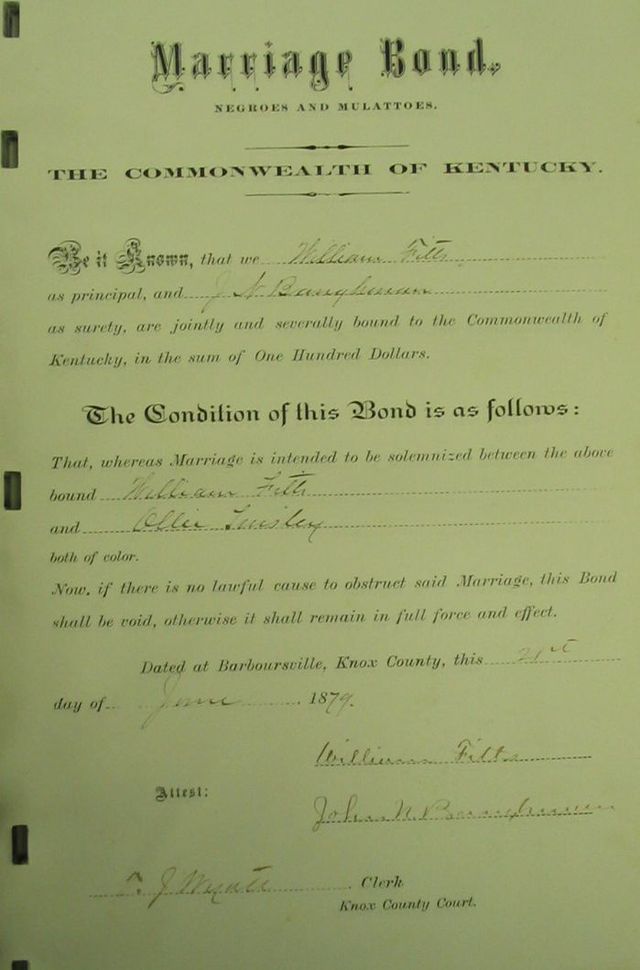 Marriage Bond.
NEGROES AND MULATTOES.
THE COMMONWEALTH OF KENTUCKY.
Be it Known, that we William Fitts
as principal, and J N Baughman
as surety, are jointly and severally bound to the Commonwealth of
Kentucky, in the sum of One Hundred Dollars.
The Condition of this Bond is as follows:
That, whereas Marriage is intended to be solemnized between the above
bound William Fitts
and Ollie
both of color.
Now, if there is no lawful cause to obstruct said Marriage, this Bond
shall be void, otherwise it shall remain in full force and effect.
Dated at Barboursville, Knox County, this 21st
day of June 1879.
William Fitts
Attest:
John N Baughman
J Wyatt Clerk
Knox County Court.